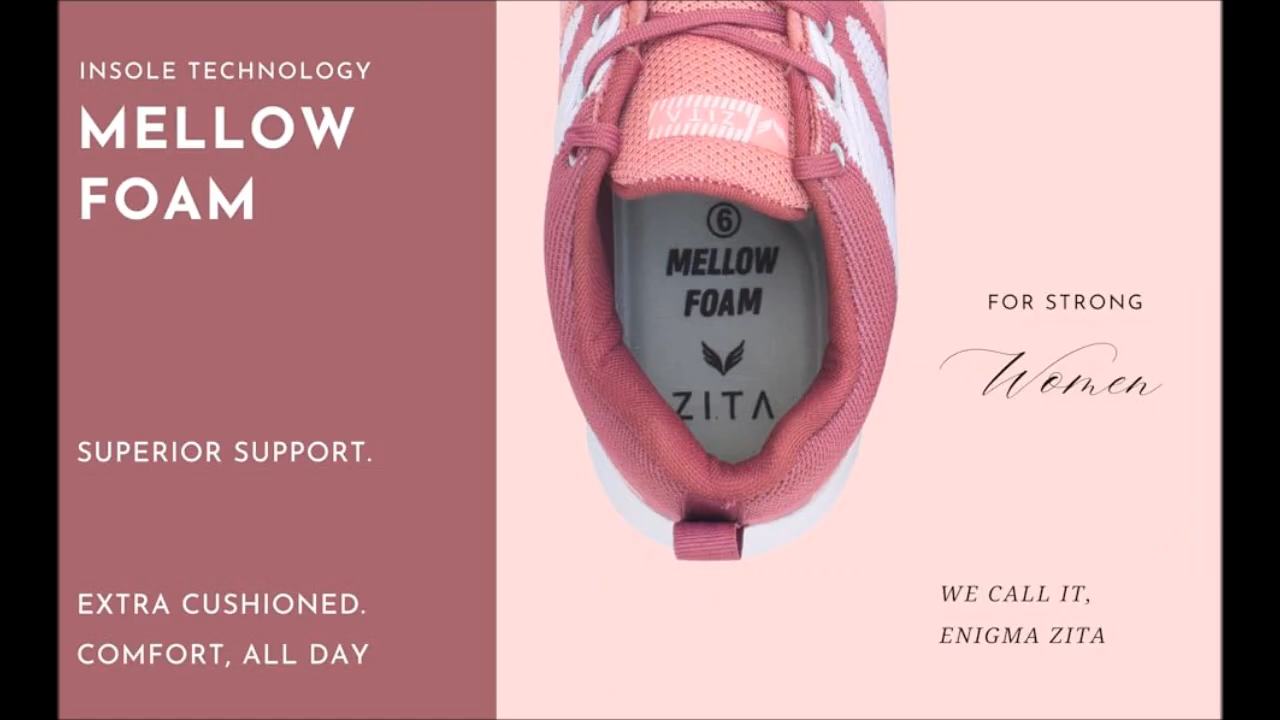 INSOLE TECHNOLOGY
MELLOW
FOAM
SUPERIOR SUPPORT.
EXTRA CUSHIONED.
COMFORT, ALL DAY
ZITA
6
MELLOW
FOAM
ZITA
FOR STRONG
Women
WE CALL IT,
ENIGMA ZITA